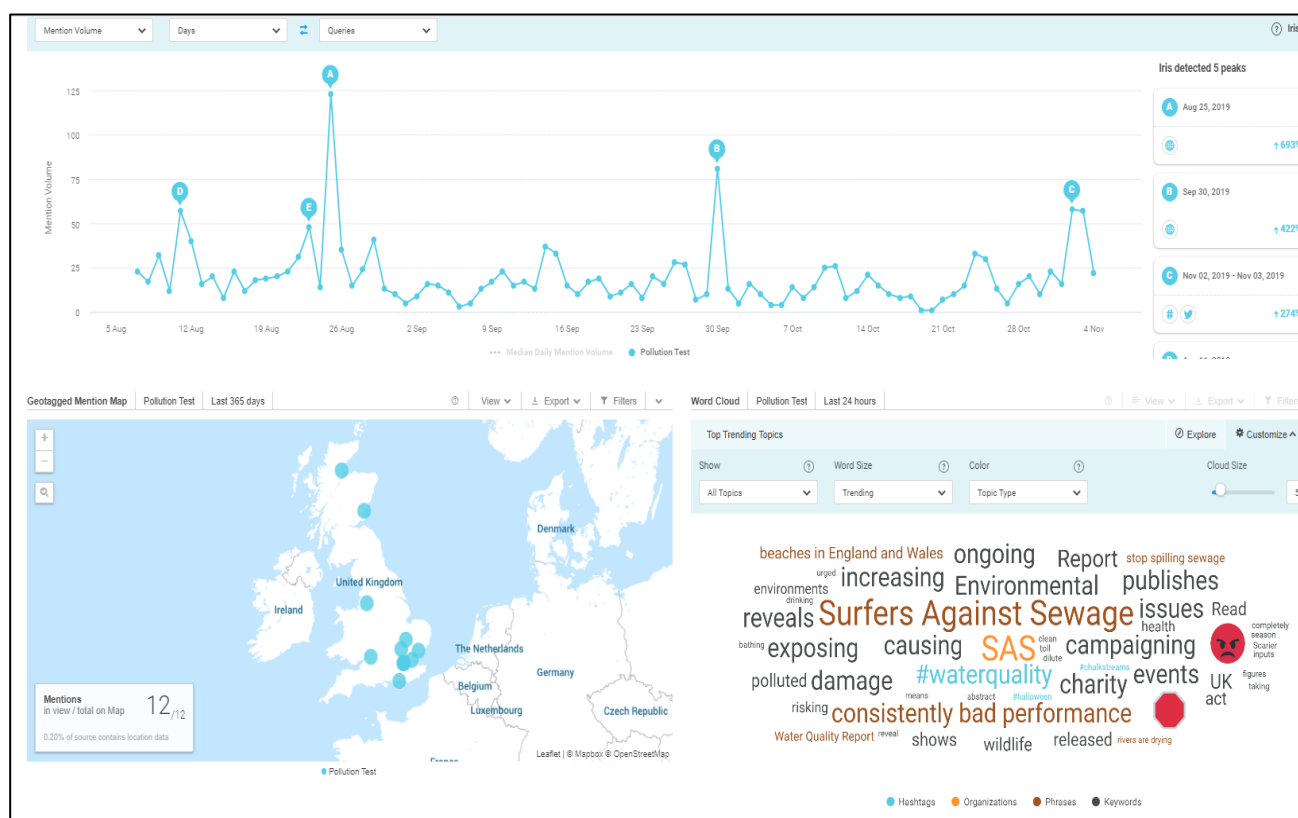 Mention Volume Days Queries Iris
Iris detected 5 peaks
A Aug 25, 2019
↑693%
B Sep 30, 2019
↑422%
C Nov 02, 2019 - Nov 03, 2019
# ↑274%
Mention Volume
125
100
75
50
25
0
A
B
C
D
E
5 Aug 12 Aug 19 Aug 26 Aug 2 Sep 9 Sep 16 Sep 23 Sep 30 Sep 7 Oct 14 Oct 21 Oct 28 Oct 4 Nov
Median Daily Mention Volume Pollution Test
Geotagged Mention Map Pollution Test Last 365 days View Export Filters
+
−
Denmark
United Kingdom
Ireland
The Netherlands
Germany
Belgium
Luxembourg
Czech Republic
France
Mentions
in view / total on Map 12/12
0.20% of source contains location data
Leaflet | © Mapbox © OpenStreetMap
Pollution Test
Word Cloud Pollution Test Last 24 hours View Export Filters
Top Trending Topics Explore Customize
Show Word Size Color Cloud Size
All Topics Trending Topic Type
beaches in England and Wales ongoing Report stop spilling sewage
urged
environments increasing Environmental publishes
drinking
reveals Surfers Against Sewage issues Read
health completely
season
bathing exposing causing SAS clean toll dilute campaigning Scarier
inputs
#waterquality #chalkstreams events
polluted damage charity UK figures
taking
means abstract #halloween act
risking consistently bad performance
Water Quality Report reveal shows wildlife released rivers are drying
Hashtags Organizations Phrases Keywords